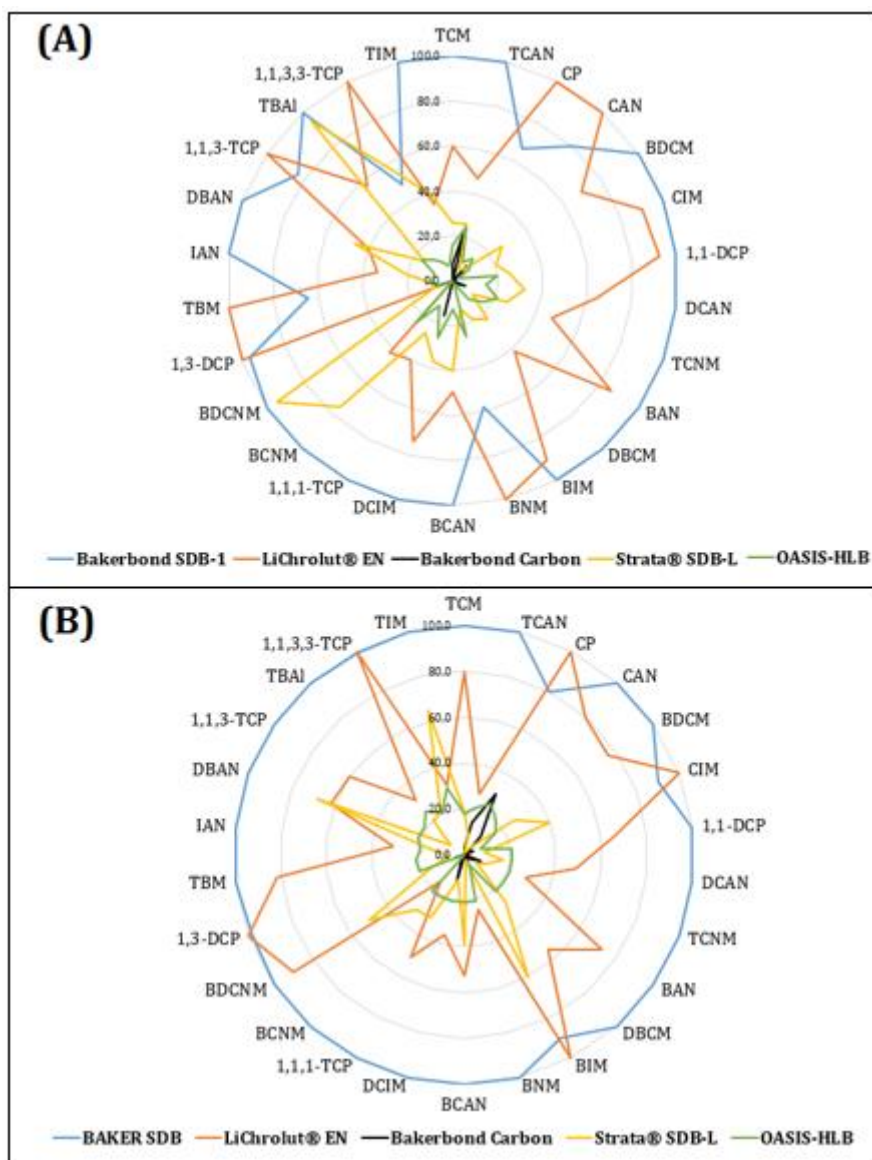 (A)
TCM
TCAN
CP
CAN
BDCM
CIM
1,1-DCP
DCAN
TCNM
BAN
DBCM
BIM
BNM
BCAN
DCIM
1,1,1-TCP
BCNM
BDCNM
1,3-DCP
TBM
IAN
DBAN
1,1,3-TCP
TBAl
1,1,3,3-TCP
TIM
100.0
80.0
60.0
40.0
20.0
0.0
Bakerbond SDB-1 LiChrolut® EN Bakerbond Carbon Strata® SDB-L OASIS-HLB
(B)
TCM
TCAN
CP
CAN
BDCM
CIM
1,1-DCP
DCAN
TCNM
BAN
DBCM
BIM
BNM
BCAN
DCIM
1,1,1-TCP
BCNM
BDCNM
1,3-DCP
TBM
IAN
DBAN
1,1,3-TCP
TBAl
1,1,3,3-TCP
TIM
100.0
80.0
60.0
40.0
20.0
0.0
BAKER SDB LiChrolut® EN Bakerbond Carbon Strata® SDB-L OASIS-HLB